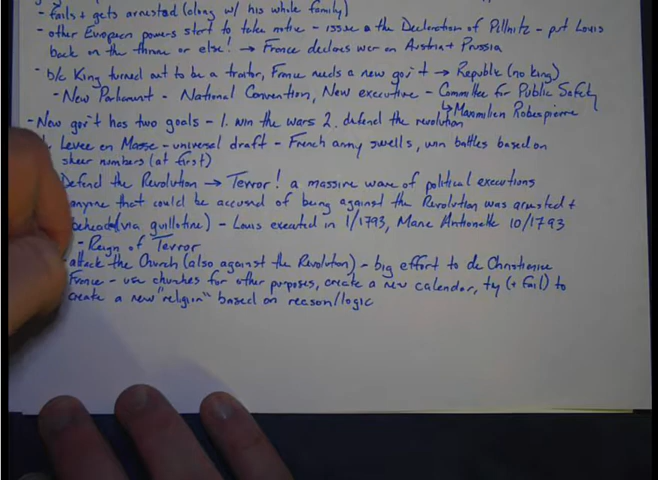 - fails + gets arrested (along w/ his while family)
- other European powers start to take notice - issue a the Declaration of Pillnitz - put Louis
back on the throne or else! → France declares war on Austria + Prussia
- b/c King turned out to be a traitor, France needs a new gov't → Republic (no king)
- New Parliament - National Convention, New executive - Committee for Public Safety
↳ Maximilien Robespierre
- New gov't has two goals - 1. win the wars 2. defend the revolution
Levee en Masse - universal draft - French army swells, win battles based on
sheer numbers (at first)
Defend the Revolution → Terror! a massive wave of political executions
anyone that could be accused of being against the Revolution was arrested +
beheaded (via guillotine) - Louis executed in 1/1793, Marie Antionette 10/1793
- Reign of Terror
attack the Church (also against the Revolution) - big effort to de Christianize
France - use churches for other purposes, create a new calendar, try (+ fail) to
create a new "religion" based on reason/logic